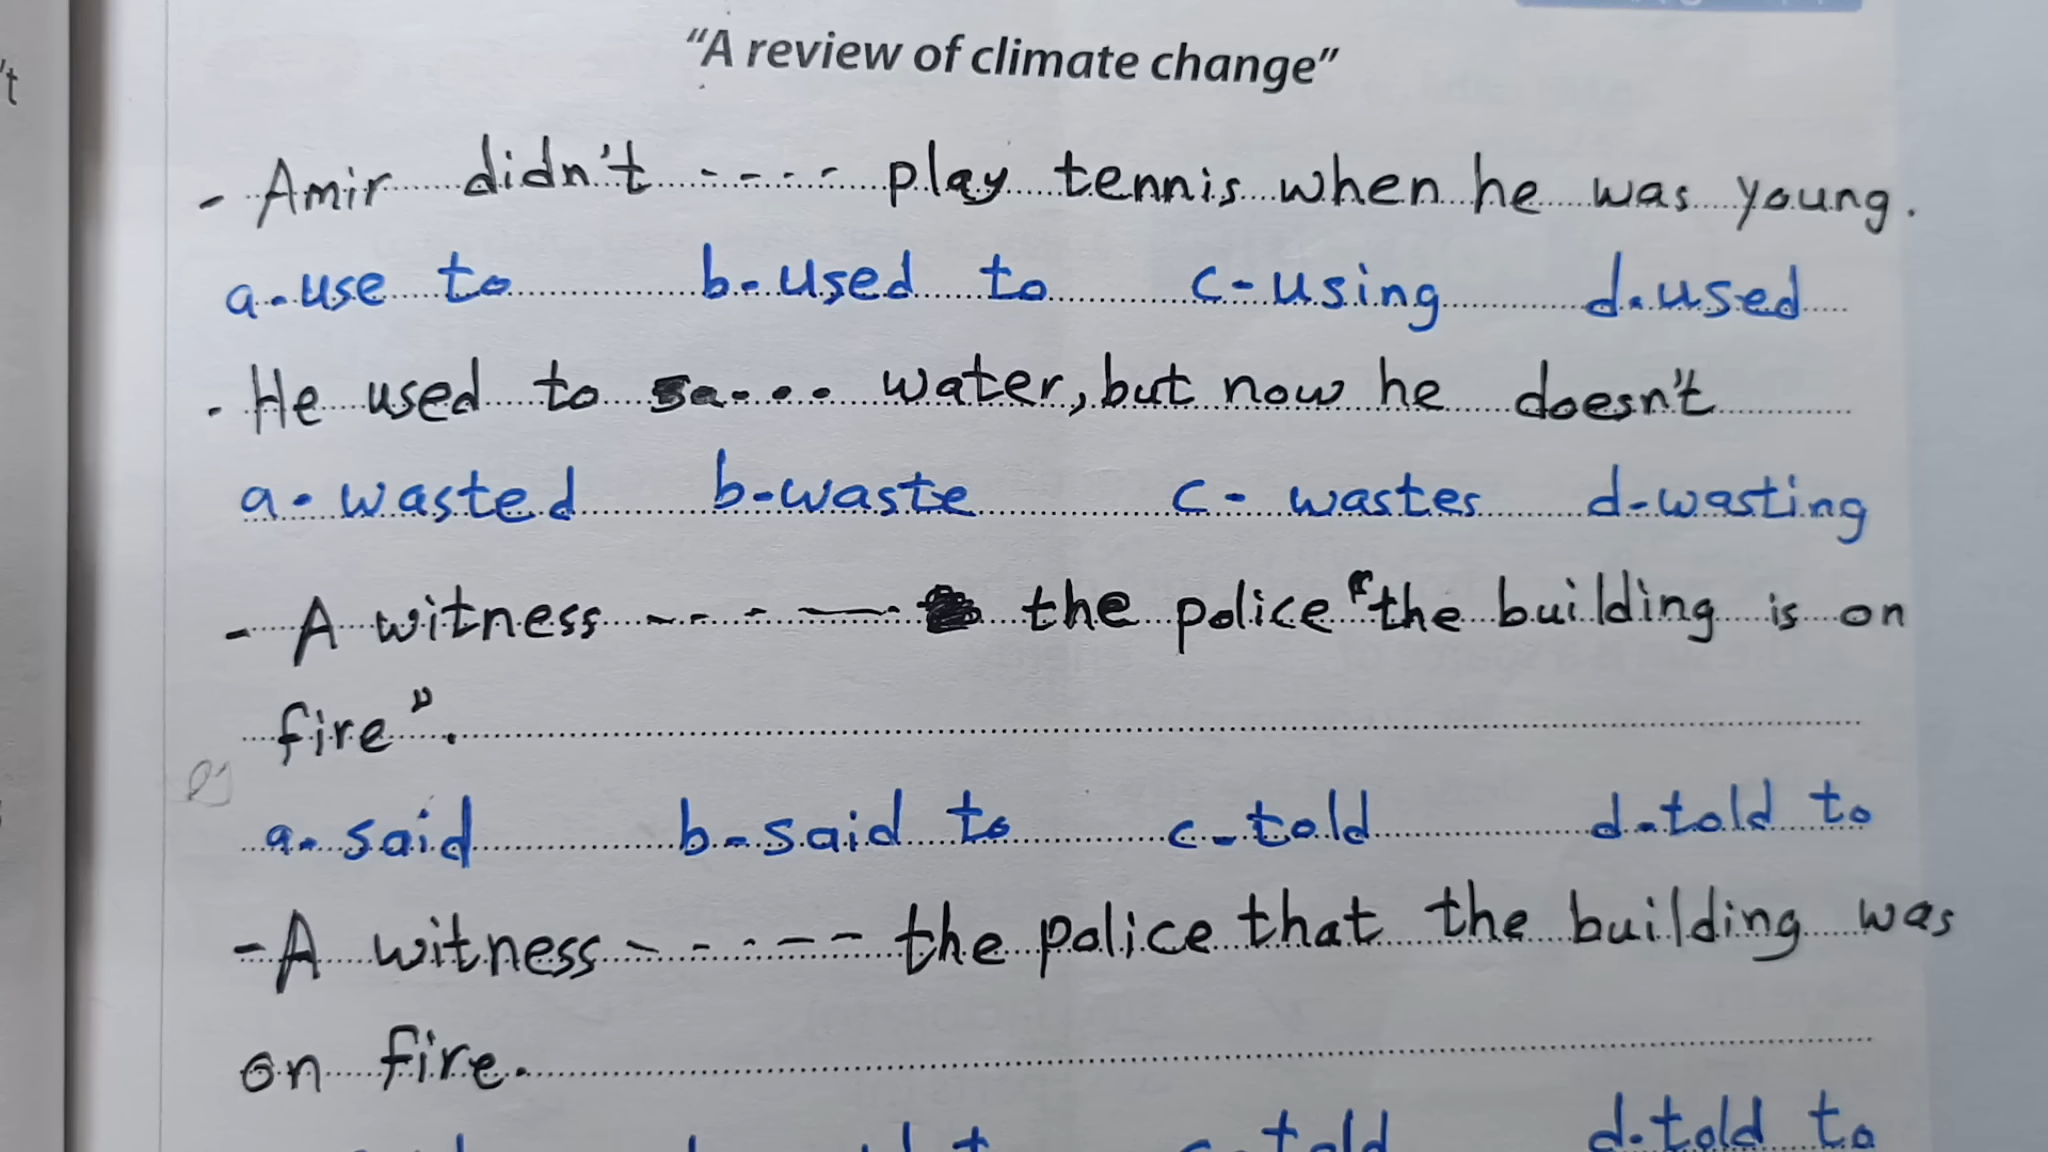 "A review of climate change"
- Amir didn't ---- play tennis when he was young.
a-use to b-used to c-using d-used
- He used to .... water, but now he doesn't
a-wasted b-waste c-wastes d-wasting
- A witness ------ the police "the building is on
fire".
a-said b-said to c-told d-told to
-A witness ------ the police that the building was
on fire.
c-told d-told to